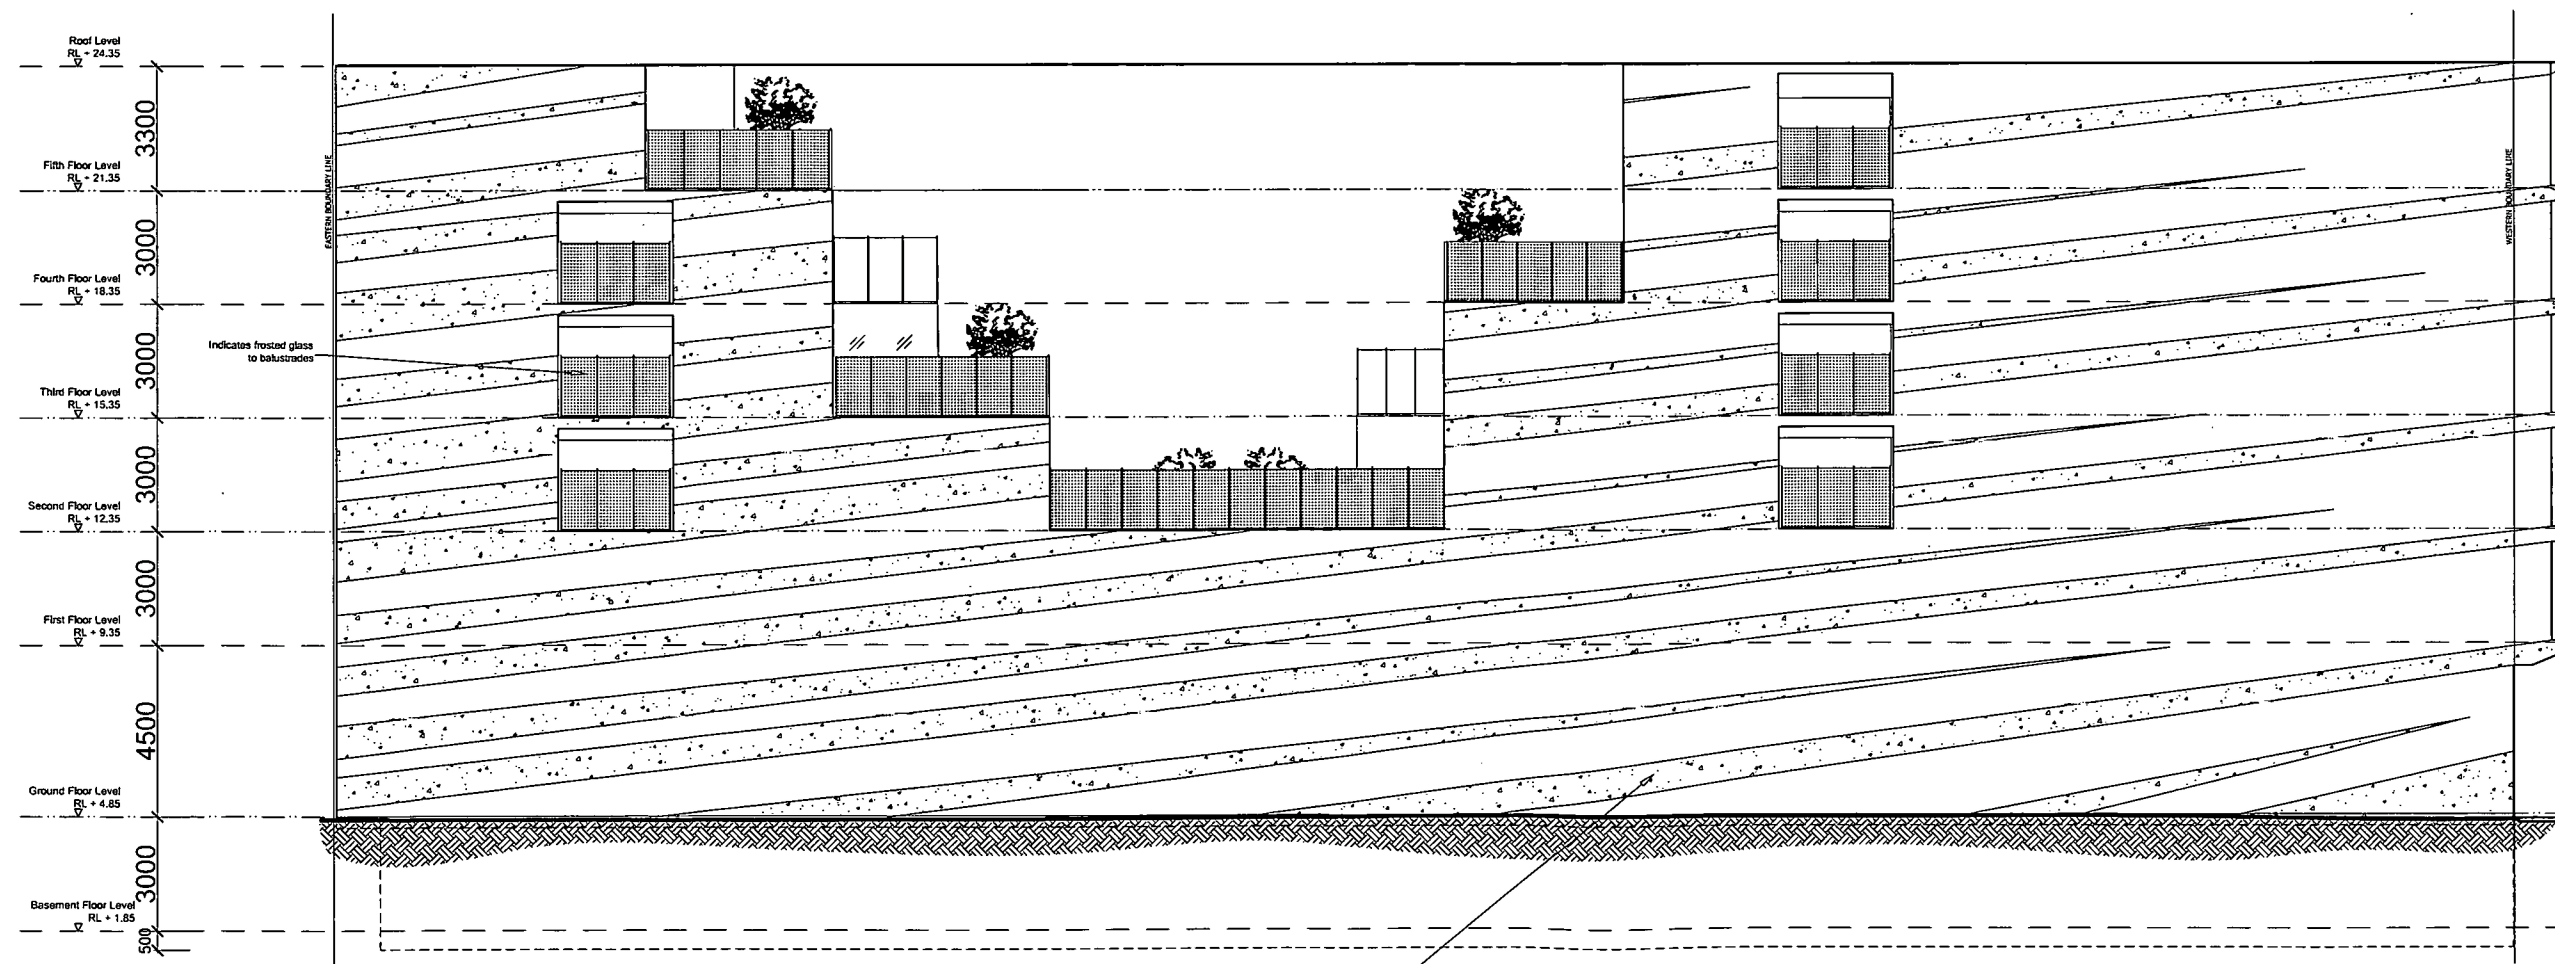 Roof Level
RL + 24.35
3300
Fifth Floor Level
RL + 21.35
3000
Fourth Floor Level
RL + 18.35
3000
Indicates frosted glass
to balustrades
Third Floor Level
RL + 15.35
3000
Second Floor Level
RL + 12.35
3000
First Floor Level
RL + 9.35
4500
Ground Floor Level
RL + 4.85
3000
Basement Floor Level
RL + 1.85
500
EASTERN BOUNDARY LINE
WESTERN BOUNDARY LINE